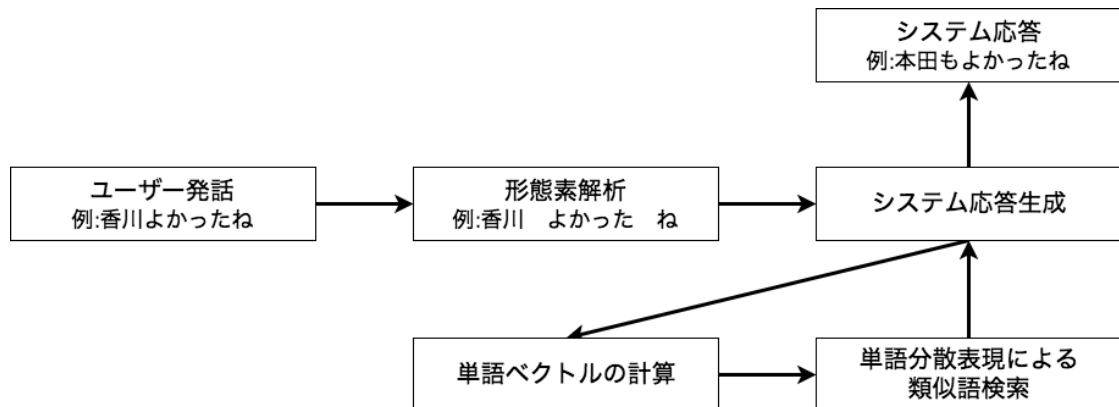 システム応答
例:本田もよかったね
ユーザー発話
例:香川よかったね
形態素解析
例:香川　よかった　ね
システム応答生成
単語ベクトルの計算
単語分散表現による
類似語検索